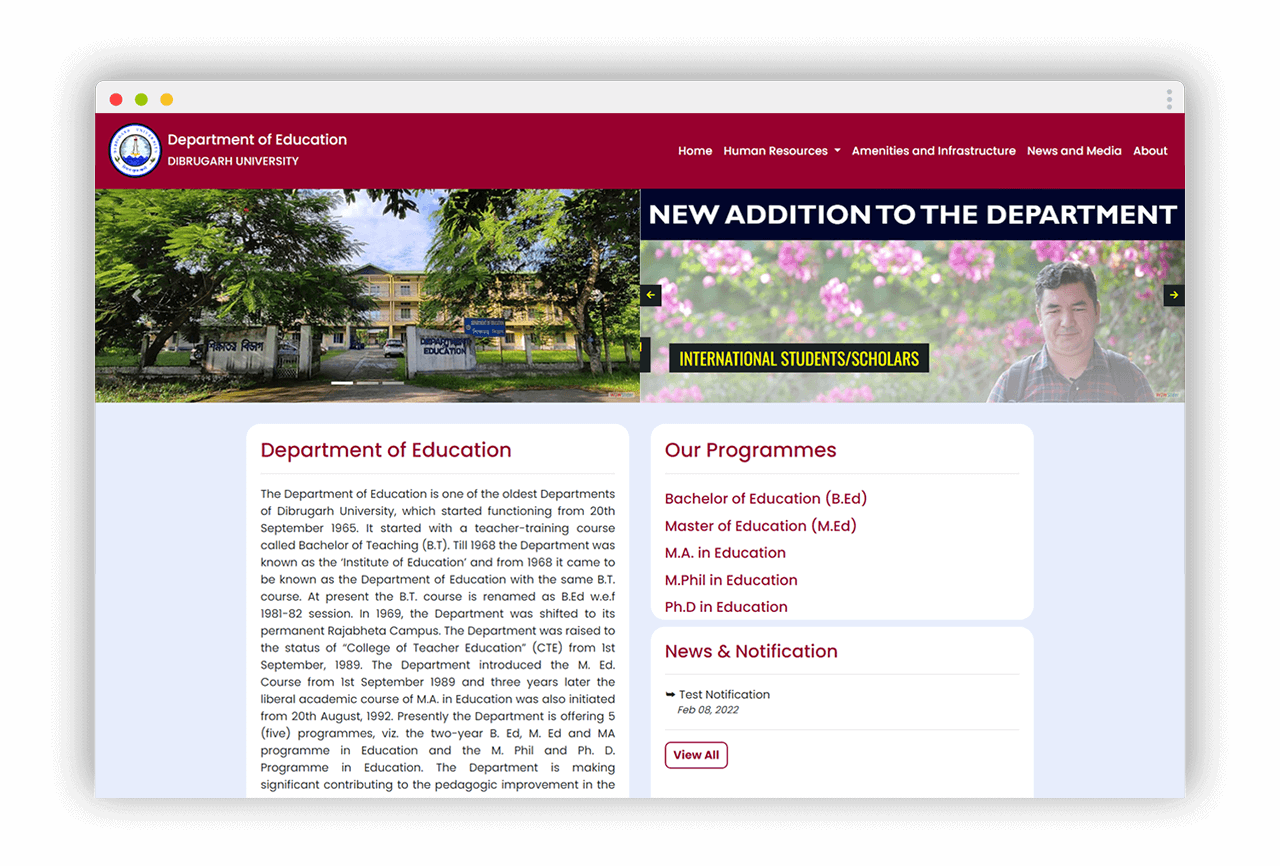 Department of Education
DIBRUGARH UNIVERSITY
Home Human Resources Amenities and Infrastructure News and Media About
NEW ADDITION TO THE DEPARTMENT
শিক্ষাতত্ত্ব বিভাগ
DEPARTMENT OF EDUCATION
DEPARTMENT
EDUCATION
INTERNATIONAL STUDENTS/SCHOLARS
Department of Education
The Department of Education is one of the oldest Departments
of Dibrugarh University, which started functioning from 20th
September 1965. It started with a teacher-training course
called Bachelor of Teaching (B.T). Till 1968 the Department was
known as the ‘Institute of Education’ and from 1968 it came to
be known as the Department of Education with the same B.T.
course. At present the B.T. course is renamed as B.Ed w.e.f
1981-82 session. In 1969, the Department was shifted to its
permanent Rajabheta Campus. The Department was raised to
the status of “College of Teacher Education” (CTE) from 1st
September, 1989. The Department introduced the M. Ed.
Course from 1st September 1989 and three years later the
liberal academic course of M.A. in Education was also initiated
from 20th August, 1992. Presently the Department is offering 5
(five) programmes, viz. the two-year B. Ed, M. Ed and MA
programme in Education and the M. Phil and Ph. D.
Programme in Education. The Department is making
significant contributing to the pedagogic improvement in the
Our Programmes
Bachelor of Education (B.Ed)
Master of Education (M.Ed)
M.A. in Education
M.Phil in Education
Ph.D in Education
News & Notification
Test Notification
Feb 08, 2022
View All